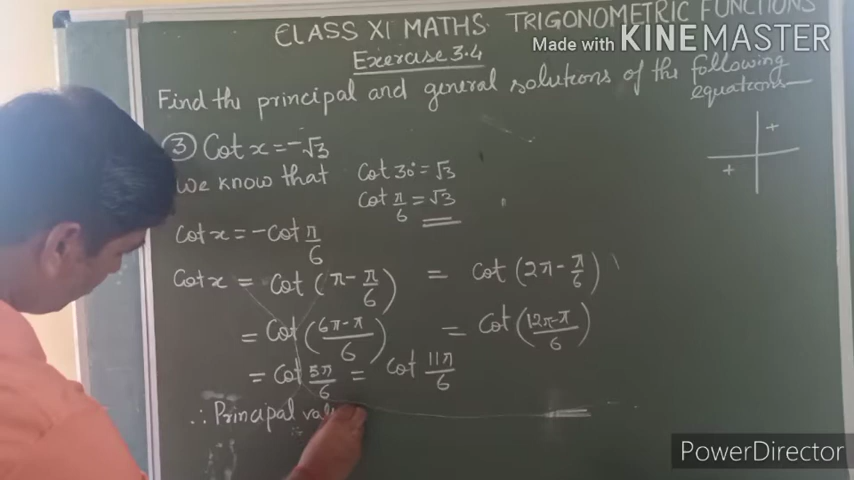 CLASS XI MATHS. TRIGONOMETRIC FUNCTIONS
Made with KINEMASTER
Exercise 3.4
Find the principal and general solutions of the following
equations
③ Cot x = -√3
We know that Cot 30° = √3
Cot π/6 = √3
Cot x = -Cot π/6
Cot x = Cot (π - π/6) = Cot (2π - π/6)
= Cot (6π-π/6) = Cot (12π-π/6)
= Cot 5π/6 = Cot 11π/6
∴ Principal
PowerDirector
+
+